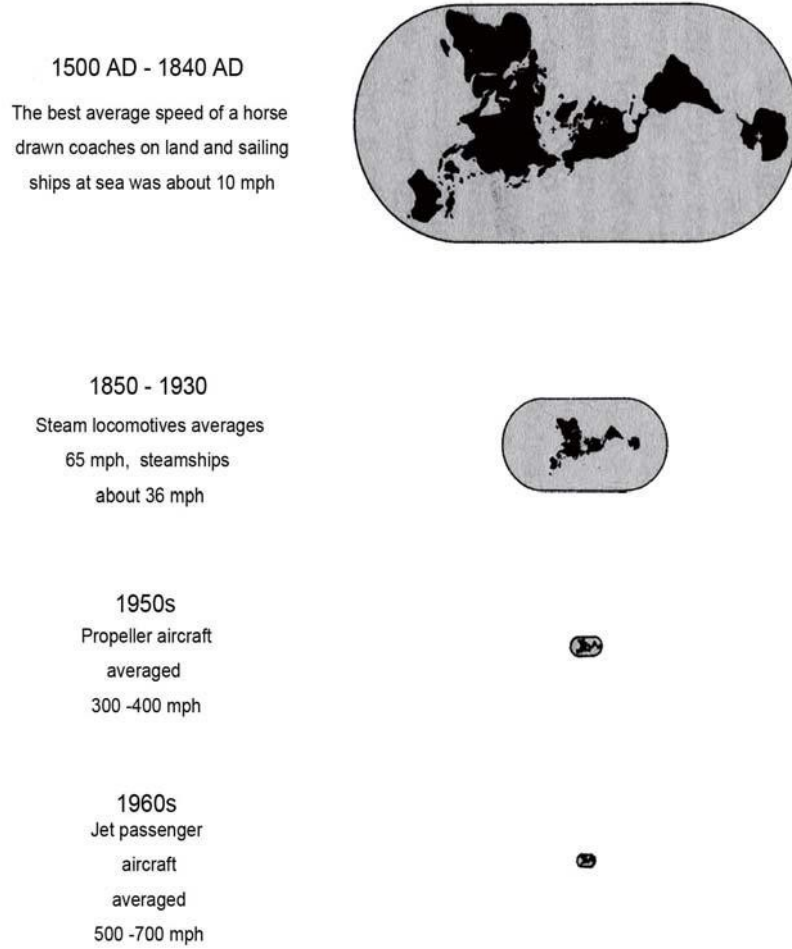 1500 AD - 1840 AD
The best average speed of a horse
drawn coaches on land and sailing
ships at sea was about 10 mph
1850 - 1930
Steam locomotives averages
65 mph, steamships
about 36 mph
1950s
Propeller aircraft
averaged
300 -400 mph
1960s
Jet passenger
aircraft
averaged
500 -700 mph